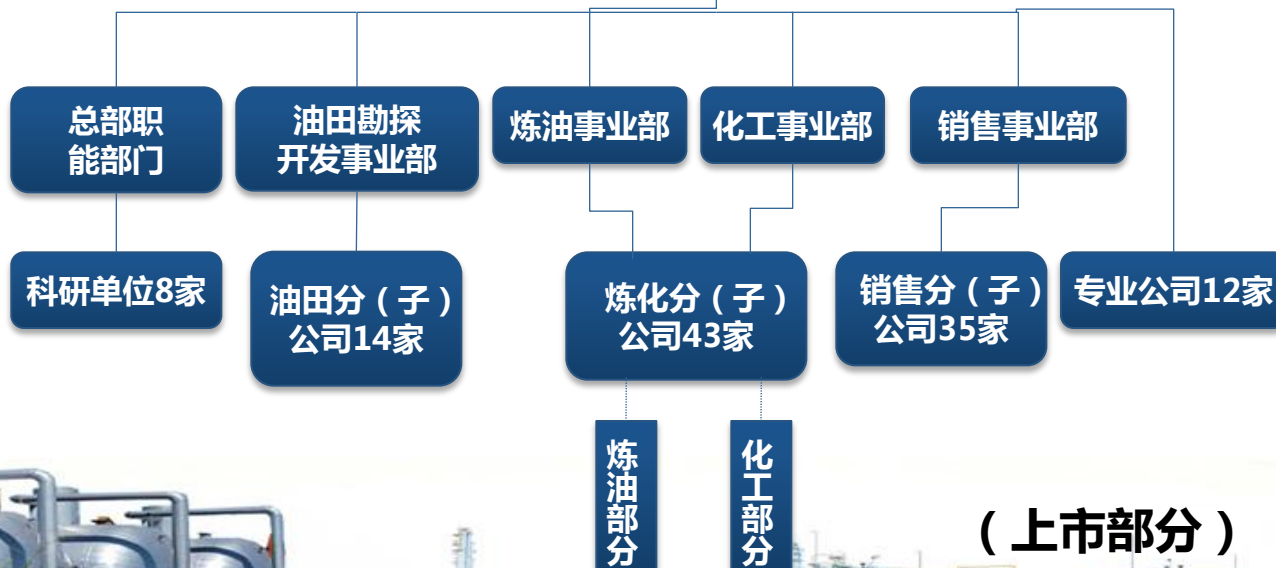 总部职
能部门
油田勘探
开发事业部
炼油事业部
化工事业部
销售事业部
科研单位8家
油田分（子）
公司14家
炼化分（子）
公司43家
销售分（子）
公司35家
专业公司12家
炼油部分
化工部分
（上市部分）